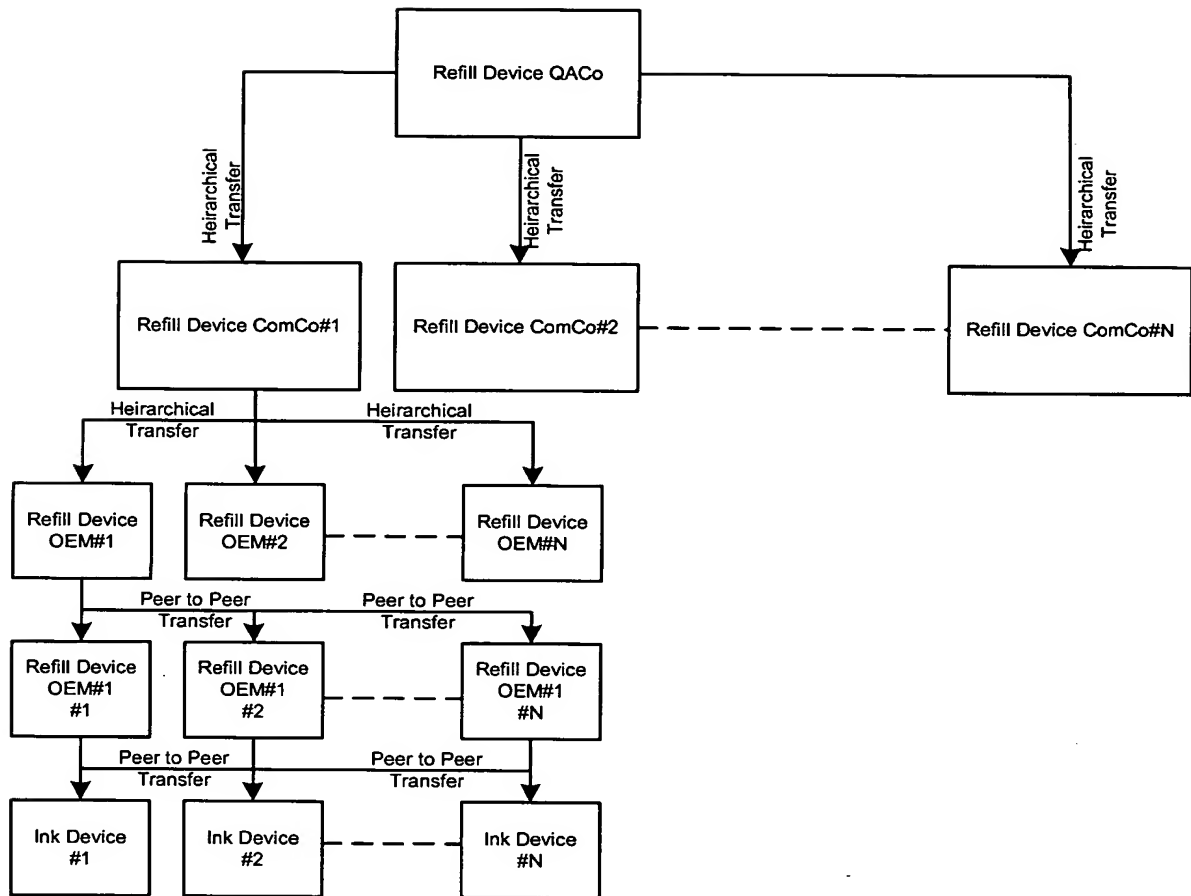 Refill Device QACo
Heirarchical
Transfer
Heirarchical
Transfer
Heirarchical
Transfer
Refill Device ComCo#1
Refill Device ComCo#2
Refill Device ComCo#N
Heirarchical
Transfer
Heirarchical
Transfer
Refill Device
OEM#1
Refill Device
OEM#2
Refill Device
OEM#N
Peer to Peer
Transfer
Peer to Peer
Transfer
Refill Device
OEM#1
#1
Refill Device
OEM#1
#2
Refill Device
OEM#1
#N
Peer to Peer
Transfer
Peer to Peer
Transfer
Ink Device
#1
Ink Device
#2
Ink Device
#N